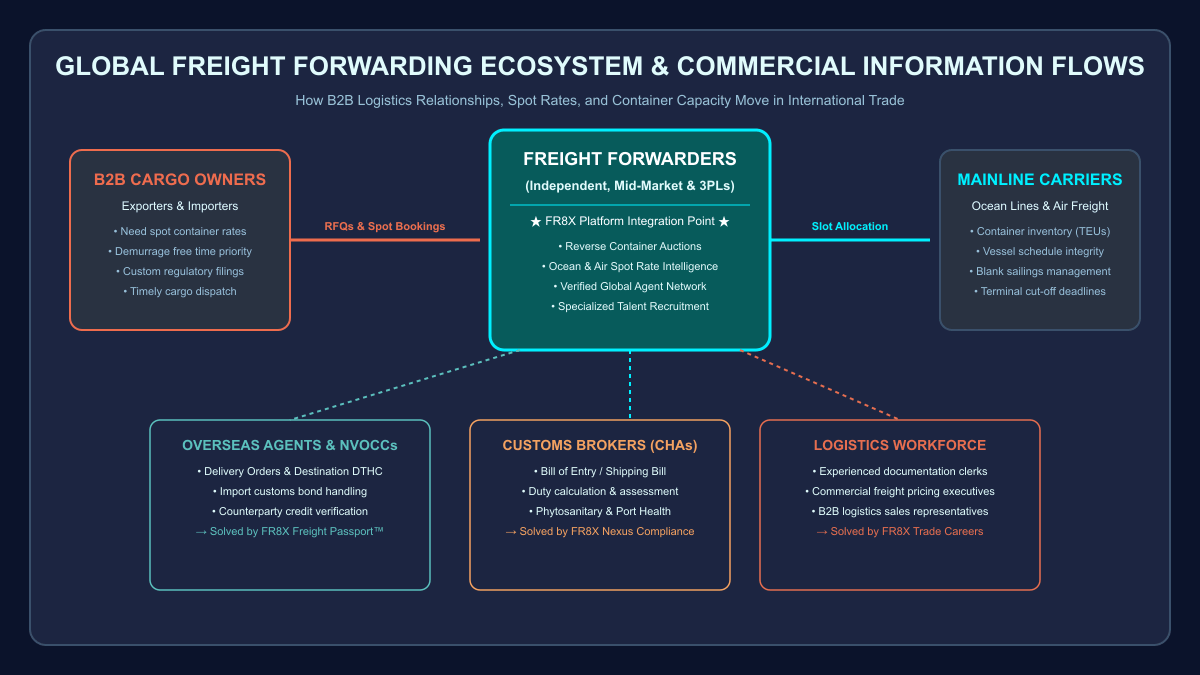 GLOBAL FREIGHT FORWARDING ECOSYSTEM & COMMERCIAL INFORMATION FLOWS
How B2B Logistics Relationships, Spot Rates, and Container Capacity Move in International Trade
B2B CARGO OWNERS
Exporters & Importers
• Need spot container rates
• Demurrage free time priority
• Custom regulatory filings
• Timely cargo dispatch
RFQs & Spot Bookings
FREIGHT FORWARDERS
(Independent, Mid-Market & 3PLs)
★ FR8X Platform Integration Point ★
• Reverse Container Auctions
• Ocean & Air Spot Rate Intelligence
• Verified Global Agent Network
• Specialized Talent Recruitment
Slot Allocation
MAINLINE CARRIERS
Ocean Lines & Air Freight
• Container inventory (TEUs)
• Vessel schedule integrity
• Blank sailings management
• Terminal cut-off deadlines
OVERSEAS AGENTS & NVOCCs
• Delivery Orders & Destination DTHC
• Import customs bond handling
• Counterparty credit verification
→ Solved by FR8X Freight Passport™
CUSTOMS BROKERS (CHAs)
• Bill of Entry / Shipping Bill
• Duty calculation & assessment
• Phytosanitary & Port Health
→ Solved by FR8X Nexus Compliance
LOGISTICS WORKFORCE
• Experienced documentation clerks
• Commercial freight pricing executives
• B2B logistics sales representatives
→ Solved by FR8X Trade Careers